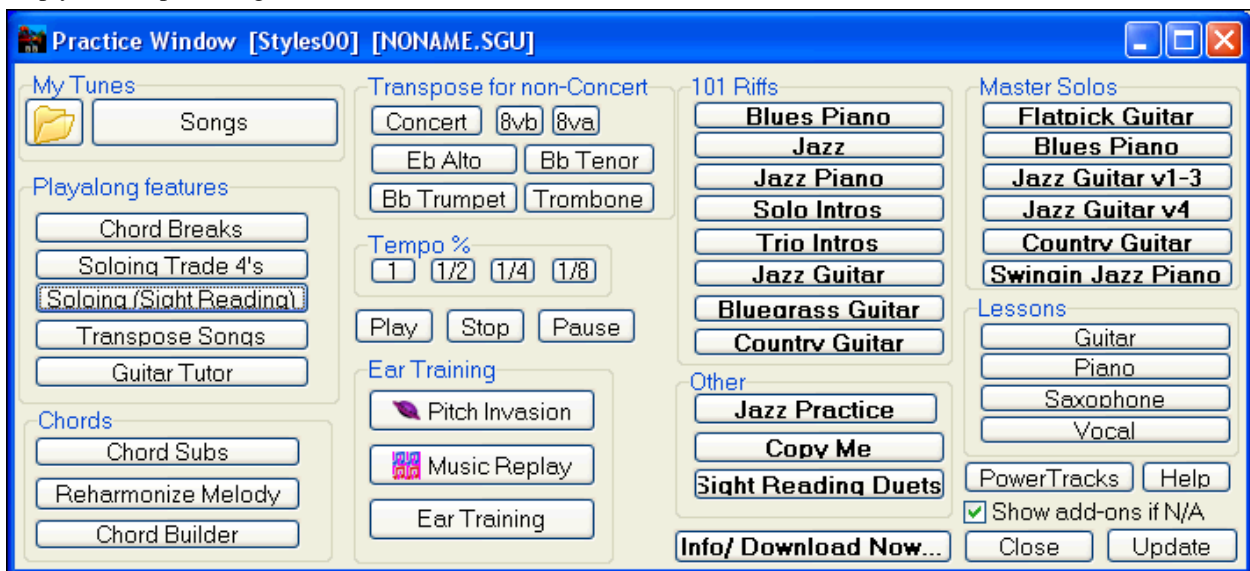 Practice Window [Styles00] [NONAME.SGU]
My Tunes
Songs
Playalong features
Chord Breaks
Soloing Trade 4's
Soloing (Sight Reading)
Transpose Songs
Guitar Tutor
Chords
Chord Subs
Reharmonize Melody
Chord Builder
Transpose for non-Concert
Concert 8vb 8va
Eb Alto Bb Tenor
Bb Trumpet Trombone
Tempo %
1 1/2 1/4 1/8
Play Stop Pause
Ear Training
Pitch Invasion
Music Replay
Ear Training
101 Riffs
Blues Piano
Jazz
Jazz Piano
Solo Intros
Trio Intros
Jazz Guitar
Bluegrass Guitar
Country Guitar
Other
Jazz Practice
Copy Me
Sight Reading Duets
Info/ Download Now...
Master Solos
Flatpick Guitar
Blues Piano
Jazz Guitar v1-3
Jazz Guitar v4
Country Guitar
Swingin Jazz Piano
Lessons
Guitar
Piano
Saxophone
Vocal
PowerTracks Help
Show add-ons if N/A
Close Update